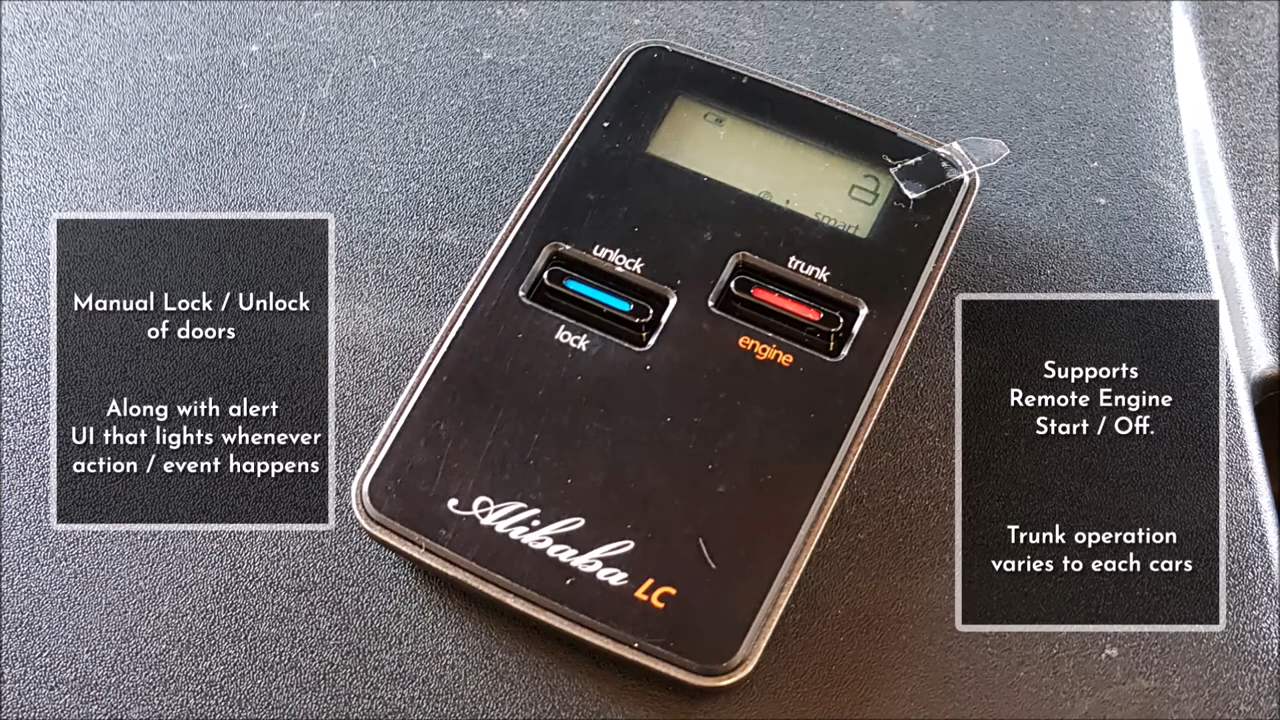 smart
unlock
trunk
lock
engine
Alibaba LC
Manual Lock / Unlock
of doors
Along with alert
UI that lights whenever
action / event happens
Supports
Remote Engine
Start / Off.
Trunk operation
varies to each cars